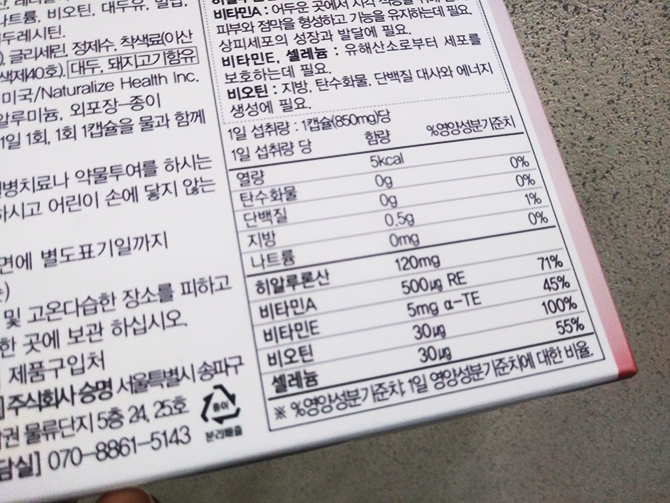 나트륨, 비오틴, 대두유, 밀납,
대두레시틴.
, 글리세린, 정제수, 착색료(이산
색제40호). 대두, 돼지고기함유
미국/Naturalize Health Inc.
알루미늄, 외포장-종이
1일 1회, 1회 1캡슐을 물과 함께
질병치료나 약물투여를 하시는
하시고 어린이 손에 닿지 않는
면에 별도표기일까지
및 고온다습한 장소를 피하고
한 곳에 보관 하십시오.
제품구입처
주식회사 승명 서울특별시 송파구
물류단지 5층 24, 25호
담실] 070-8861-5143
종이
분리배출
비타민A : 어두운 곳에서 시각 적응을 위해
피부와 점막을 형성하고 기능을 유지하는데 필요.
상피세포의 성장과 발달에 필요.
비타민E, 셀레늄 : 유해산소로부터 세포를
보호하는데 필요.
비오틴 : 지방, 탄수화물, 단백질 대사와 에너지
생성에 필요.
1일 섭취량 : 1캡슐(850mg)당
1일 섭취량 당 함량 %영양성분기준치
열량 5kcal
탄수화물 0g 0%
단백질 0g 0%
지방 0.5g 1%
나트륨 0mg 0%
히알루론산 120mg
비타민A 500㎍ RE 71%
비타민E 5mg α-TE 45%
비오틴 30㎍ 100%
셀레늄 30㎍ 55%
※ %영양성분기준치: 1일 영양성분기준치에 대한 비율.